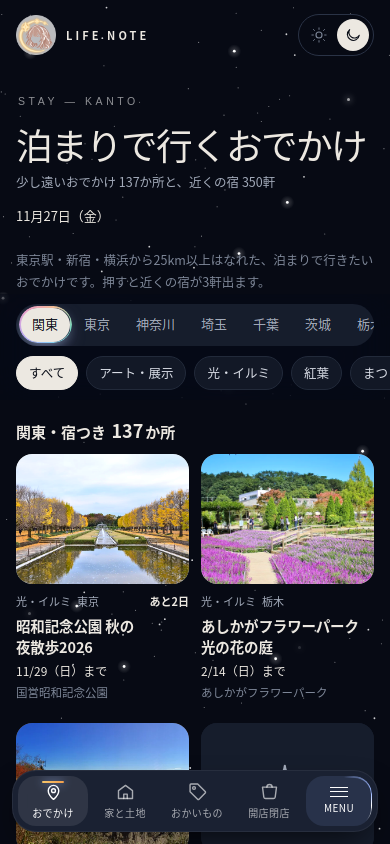 LIFE.NOTE
STAY — KANTO
泊まりで行くおでかけ
少し遠いおでかけ 137か所と、近くの宿 350軒
11月27日（金）
東京駅・新宿・横浜から25km以上はなれた、泊まりで行きたい
おでかけです。押すと近くの宿が3軒出ます。
関東 東京 神奈川 埼玉 千葉 茨城 栃
すべて アート・展示 光・イルミ 紅葉 まつ
関東・宿つき 137か所
光・イルミ 東京 あと2日
昭和記念公園 秋の
夜散歩2026
11/29（日）まで
国営昭和記念公園
光・イルミ 栃木
あしかがフラワーパーク
光の花の庭
2/14（日）まで
あしかがフラワーパーク
おでかけ 家と土地 おかいもの 開店閉店 MENU